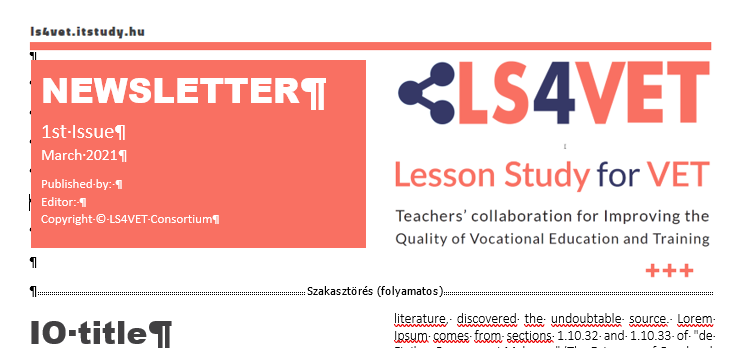 ls4vet.itstudy.hu
NEWSLETTER¶
1st·Issue¶
March·2021¶
Published·by:·¶
Editor:·¶
Copyright·©·LS4VET·Consortium¶
LS4VET
Lesson Study for VET
Teachers' collaboration for Improving the
Quality of Vocational Education and Training
+++
¶
¶
Szakasztörés (folyamatos)
IO·title¶
literature,· discovered· the· undoubtable· source.· Lorem·
Ipsum· comes· from· sections· 1.10.32· and· 1.10.33· of· "de·